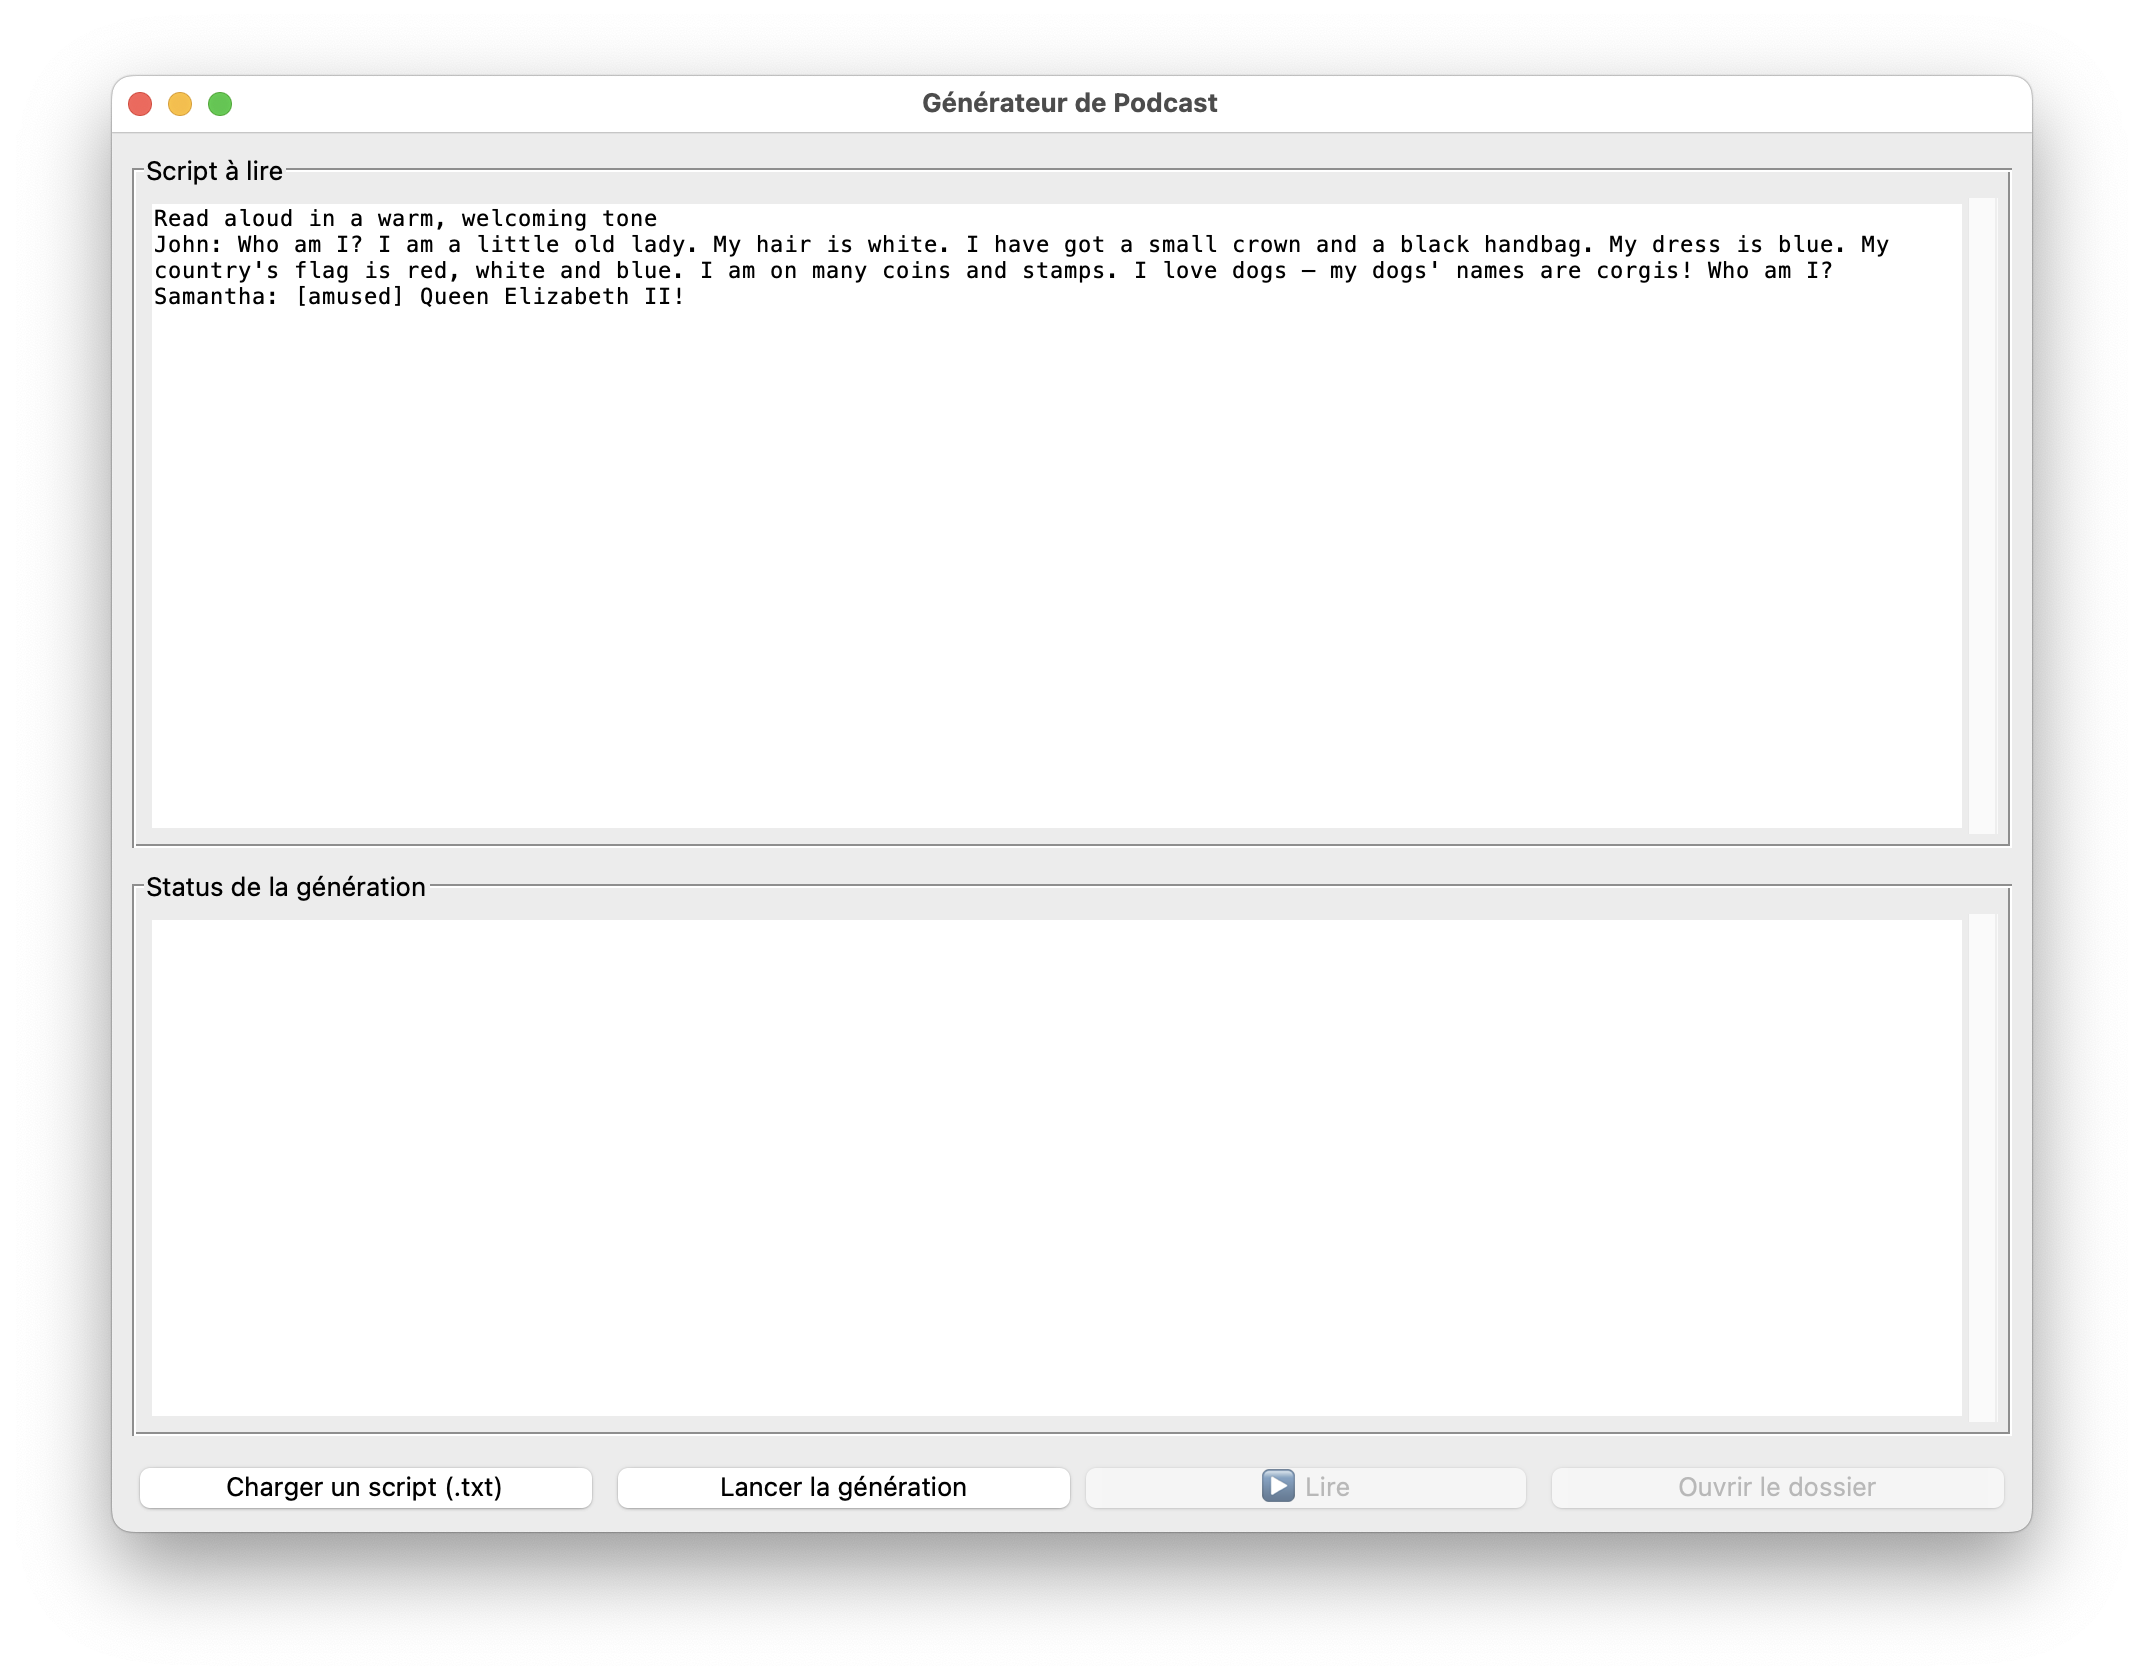 Générateur de Podcast
Script à lire
Read aloud in a warm, welcoming tone
John: Who am I? I am a little old lady. My hair is white. I have got a small crown and a black handbag. My dress is blue. My
country's flag is red, white and blue. I am on many coins and stamps. I love dogs – my dogs' names are corgis! Who am I?
Samantha: [amused] Queen Elizabeth II!
Status de la génération
Charger un script (.txt)
Lancer la génération
Lire
Ouvrir le dossier